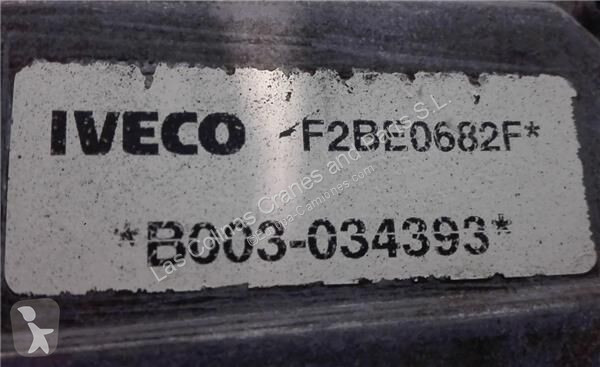 IVECO *F2BE0682F*
*B003-034393*
Las Colinas Cranes and Parts S.L.